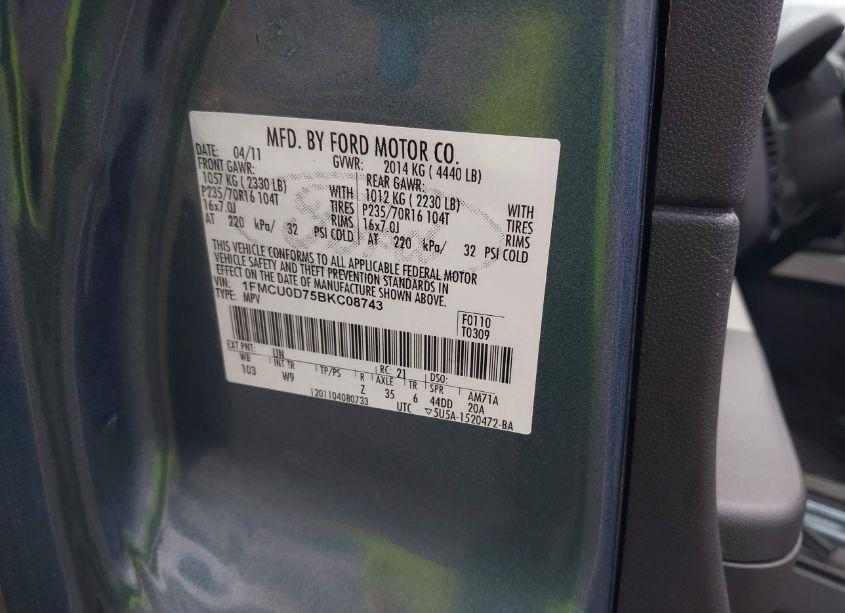 MFD. BY FORD MOTOR CO.
DATE: 04/11 GVWR: 2014 KG ( 4440 LB)
FRONT GAWR: REAR GAWR:
1057 KG ( 2330 LB) WITH 1012 KG ( 2230 LB) WITH
P235/70R16 104T TIRES P235/70R16 104T TIRES
16x7.0J RIMS 16x7.0J RIMS
AT 220 kPa/ 32 PSI COLD AT 220 kPa/ 32 PSI COLD
THIS VEHICLE CONFORMS TO ALL APPLICABLE FEDERAL MOTOR
VEHICLE SAFETY AND THEFT PREVENTION STANDARDS IN
EFFECT ON THE DATE OF MANUFACTURE SHOWN ABOVE.
VIN: 1FMCU0D75BKC08743
TYPE: MPV
F0110
T0309
EXT PNT: UN RC: 21 DSO:
WB INT TR TP/PS R AXLE TR SPR AM71A
103 W9 Z 35 6 44DD 20A
1201104080733 UTC ▽5U5A-1520472-BA